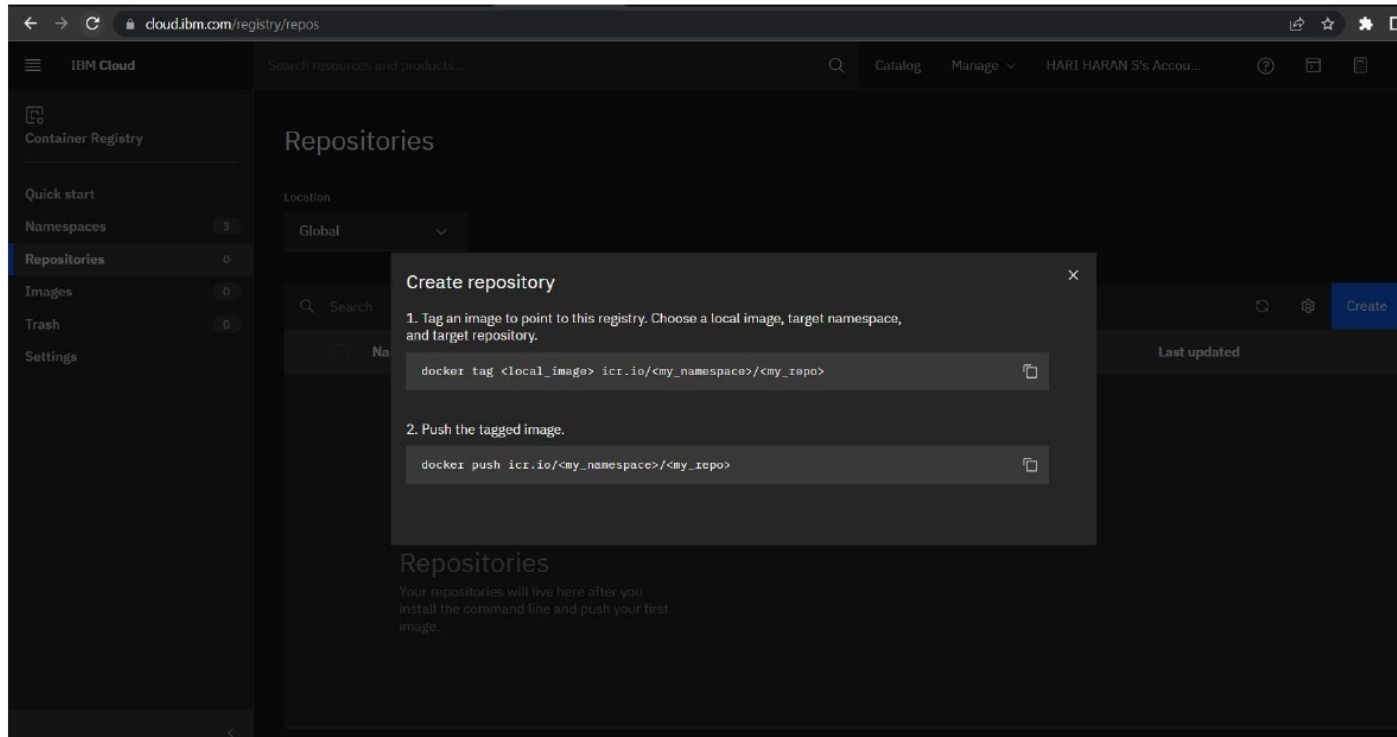 cloud.ibm.com/registry/repos
IBM Cloud
Search resources and products...
Catalog
Manage
HARI HARAN S's Accou...
Container Registry
Quick start
Namespaces 3
Repositories 0
Images 0
Trash 0
Settings
Repositories
Location
Global
Search
Create
Na
Last updated
Create repository
1. Tag an image to point to this registry. Choose a local image, target namespace,
and target repository.
docker tag <local_image> icr.io/<my_namespace>/<my_repo>
2. Push the tagged image.
docker push icr.io/<my_namespace>/<my_repo>
Repositories
Your repositories will live here after you
install the command line and push your first
image.